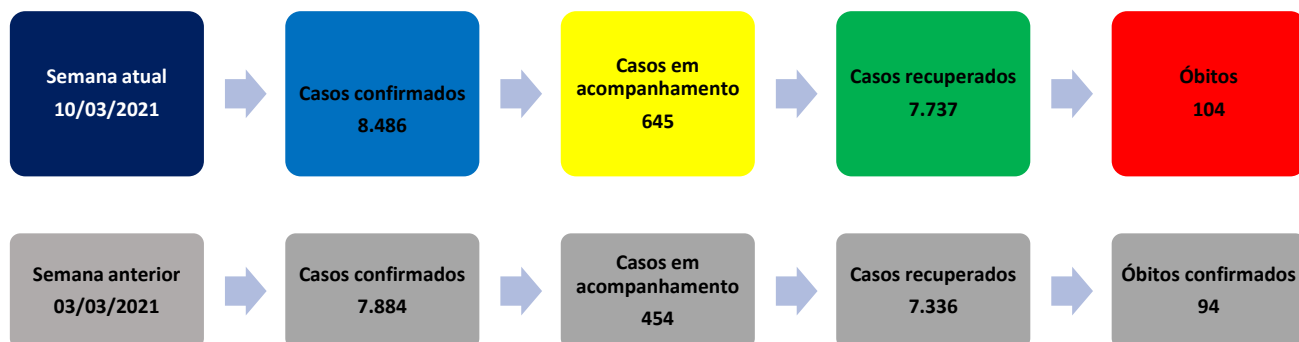 Semana atual
10/03/2021
Casos confirmados
8.486
Casos em
acompanhamento
645
Casos recuperados
7.737
Óbitos
104
Semana anterior
03/03/2021
Casos confirmados
7.884
Casos em
acompanhamento
454
Casos recuperados
7.336
Óbitos confirmados
94